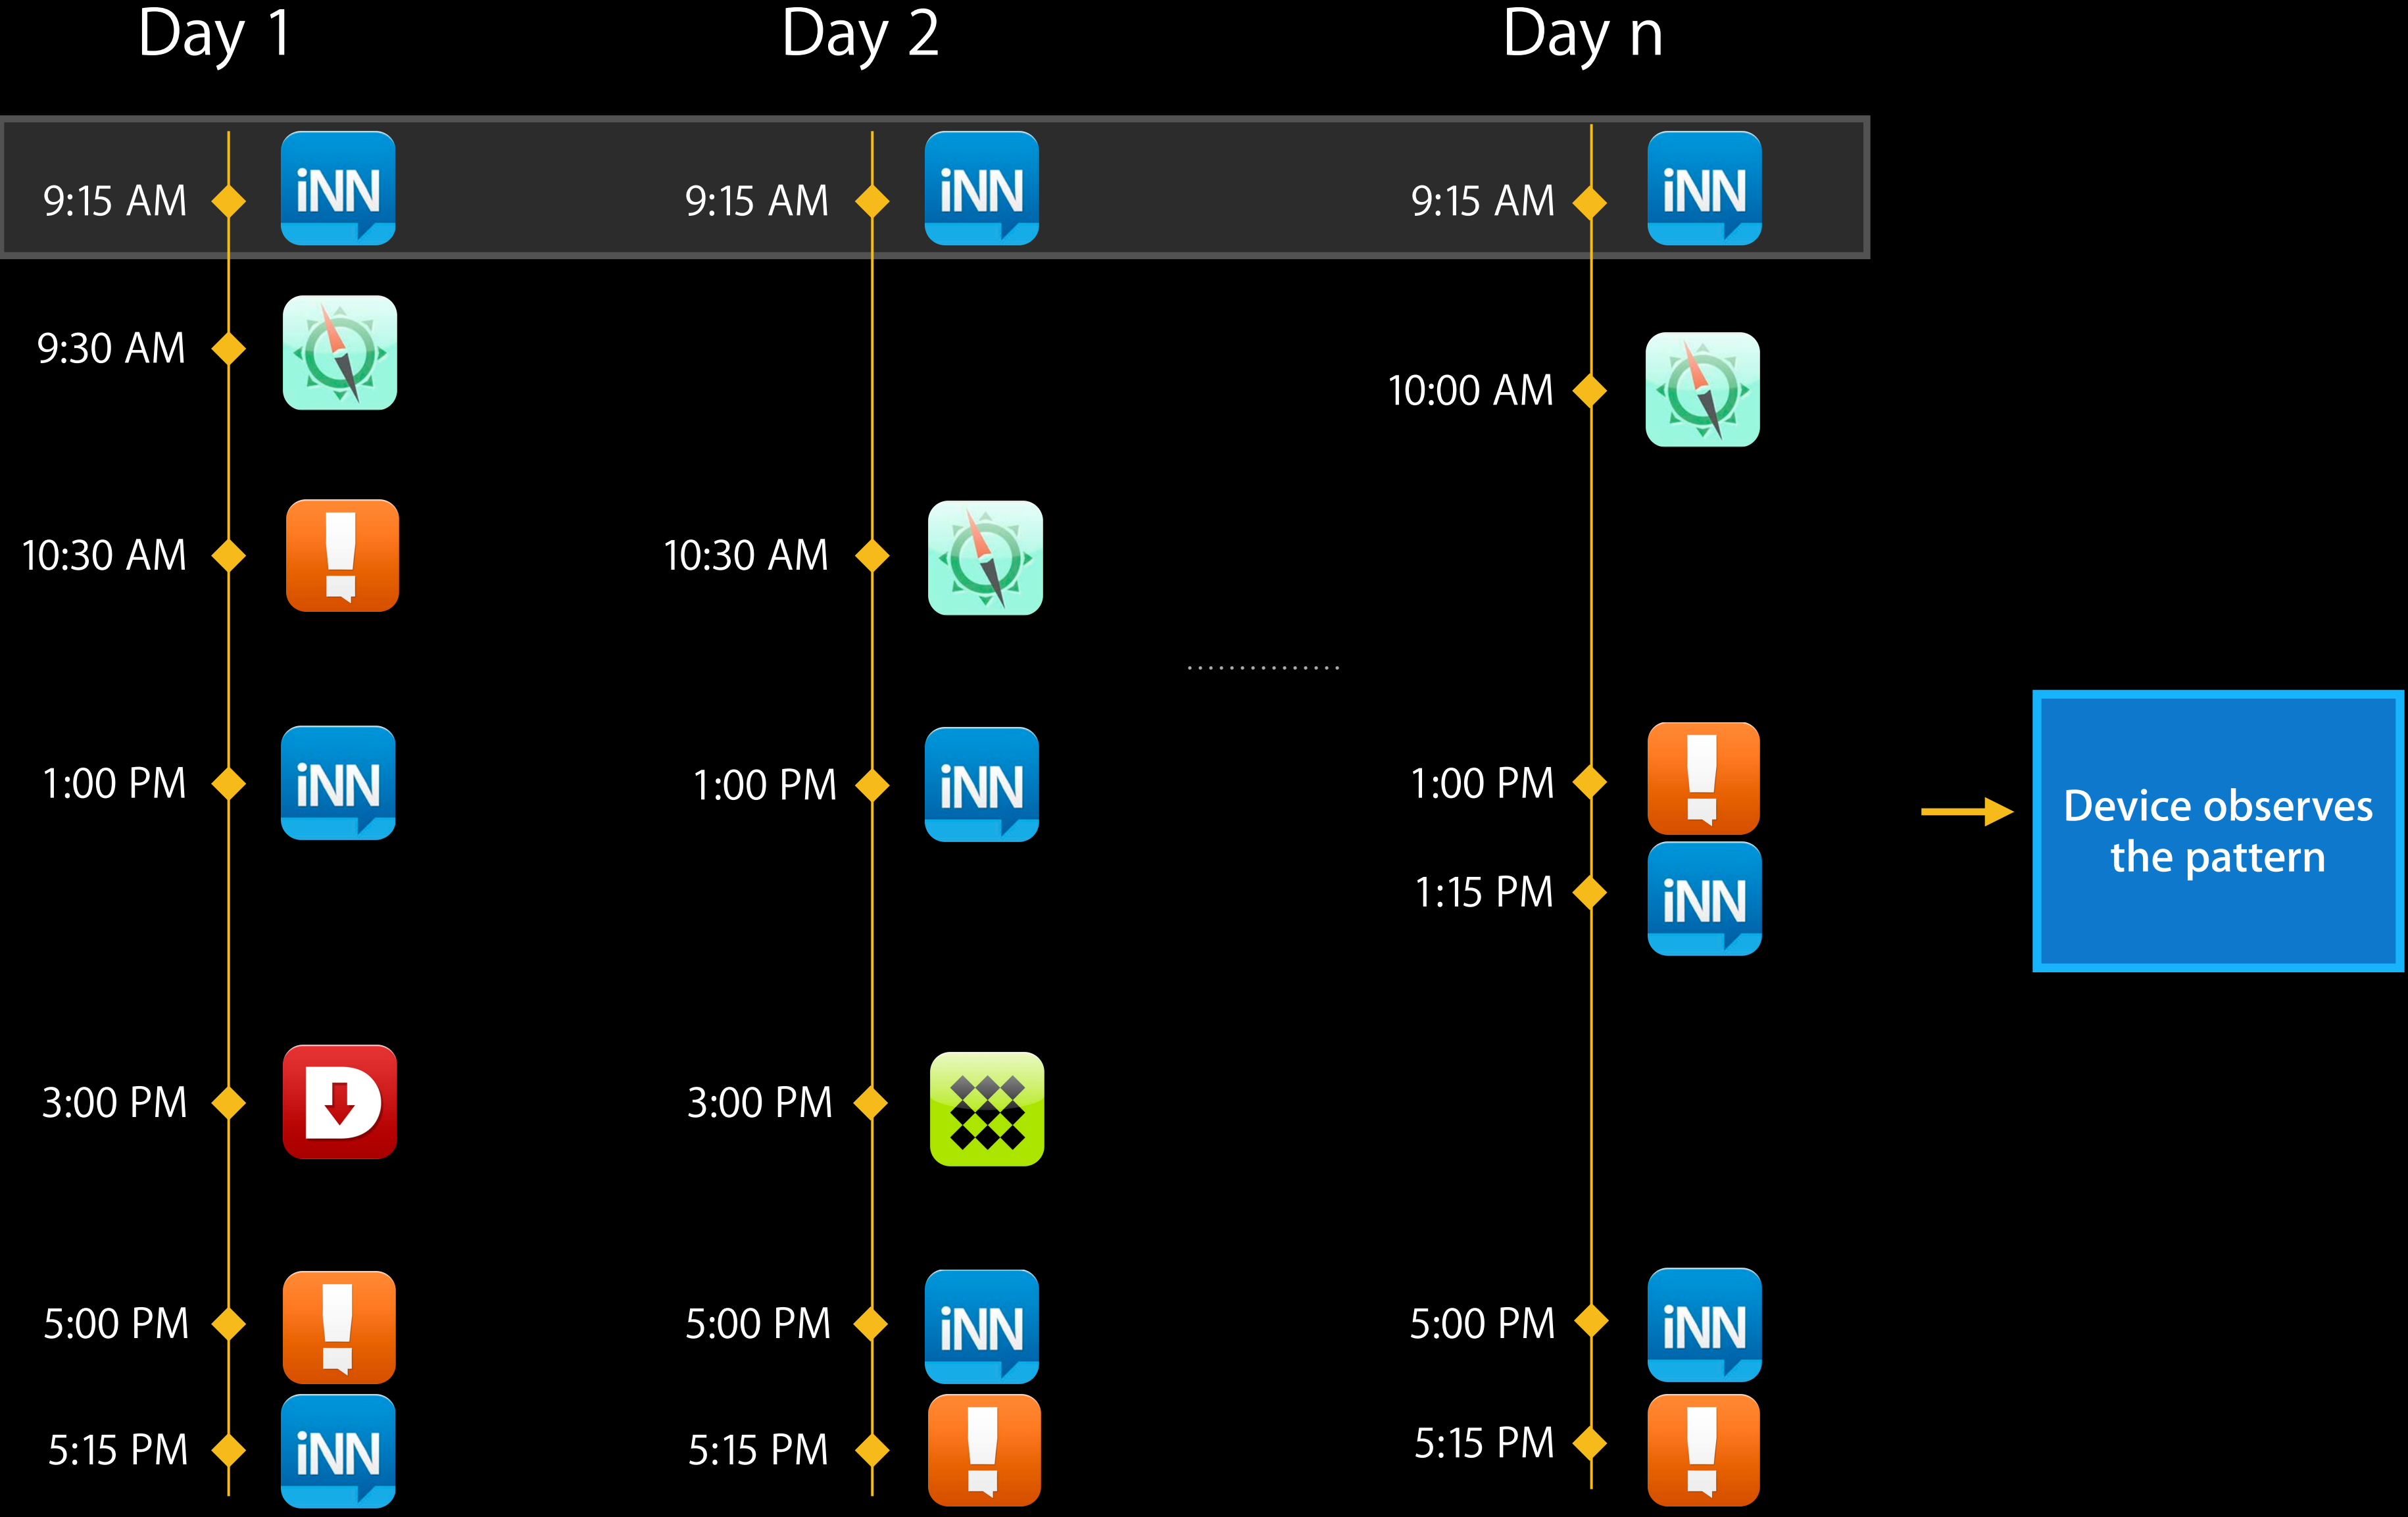 Day 1
9:15 AM
iNN
9:30 AM
10:30 AM
!
1:00 PM
iNN
3:00 PM
D
5:00 PM
!
5:15 PM
iNN
Day 2
9:15 AM
iNN
10:30 AM
1:00 PM
iNN
3:00 PM
5:00 PM
iNN
5:15 PM
!
...............
Day n
9:15 AM
iNN
10:00 AM
1:00 PM
!
1:15 PM
iNN
5:00 PM
iNN
5:15 PM
!
Device observes
the pattern